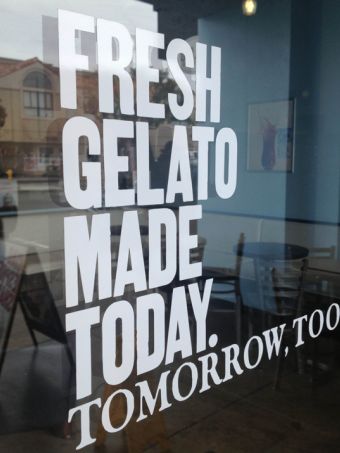 FRESH
GELATO
MADE
TODAY.
TOMORROW, TOO